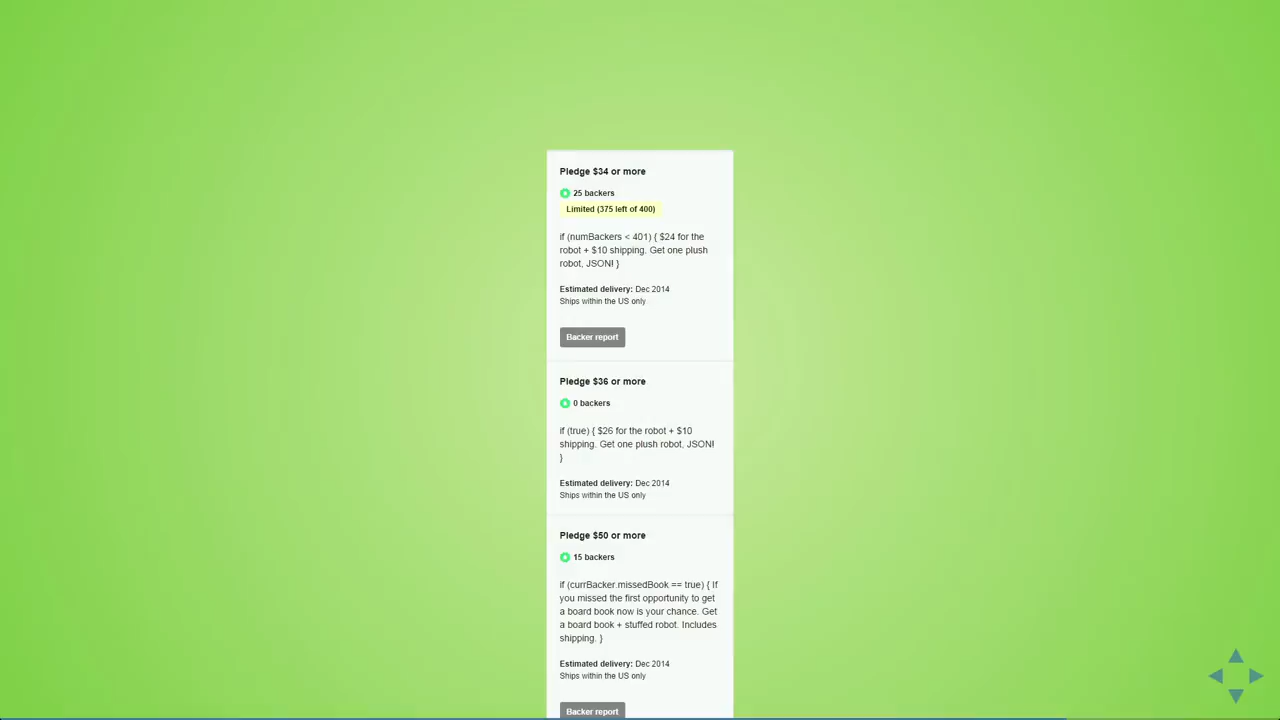 Pledge $34 or more
25 backers
Limited (375 left of 400)
if (numBackers < 401) { $24 for the
robot + $10 shipping. Get one plush
robot, JSON! }
Estimated delivery: Dec 2014
Ships within the US only
Backer report
Pledge $36 or more
0 backers
if (true) { $26 for the robot + $10
shipping. Get one plush robot, JSON!
}
Estimated delivery: Dec 2014
Ships within the US only
Pledge $50 or more
15 backers
if (currBacker.missedBook == true) { If
you missed the first opportunity to get
a board book now is your chance. Get
a board book + stuffed robot. Includes
shipping. }
Estimated delivery: Dec 2014
Ships within the US only
Backer report